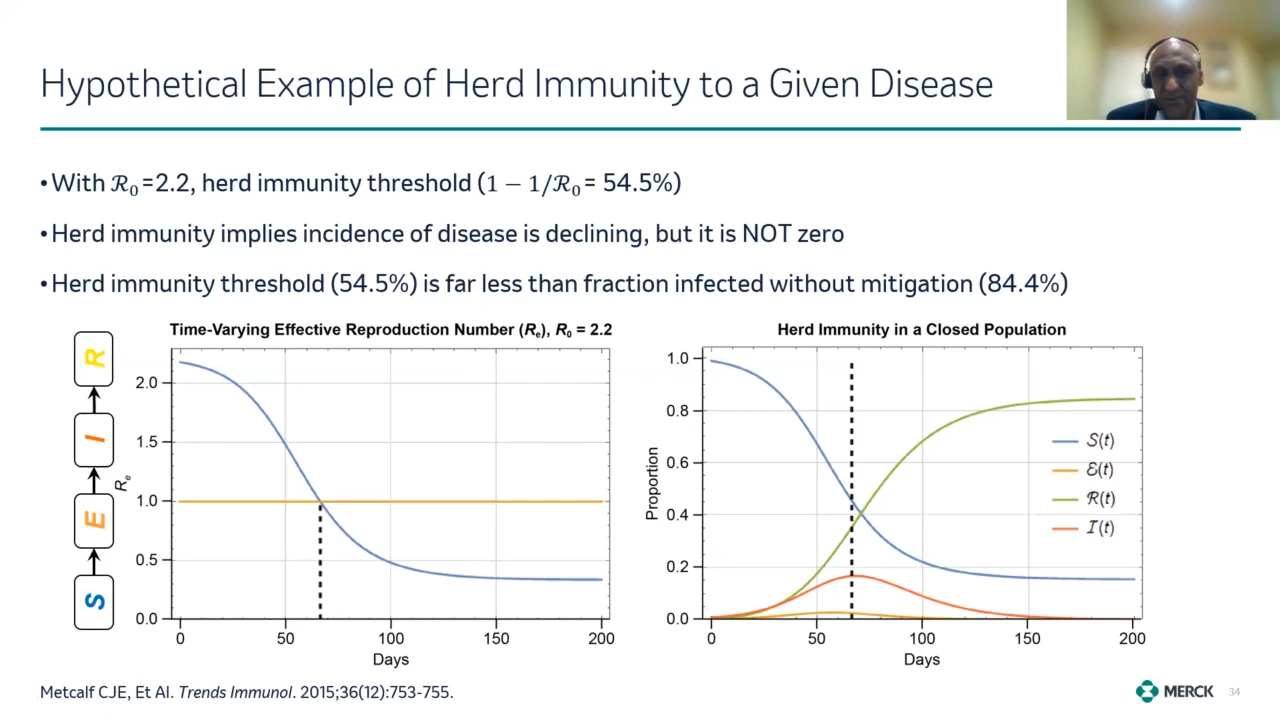 Hypothetical Example of Herd Immunity to a Given Disease
• With ℛ₀ =2.2, herd immunity threshold (1 − 1/ℛ₀ = 54.5%)
• Herd immunity implies incidence of disease is declining, but it is NOT zero
• Herd immunity threshold (54.5%) is far less than fraction infected without mitigation (84.4%)
R
I
E
S
Time-Varying Effective Reproduction Number (Rₑ), R₀ = 2.2
Rₑ
2.0
1.5
1.0
0.5
0.0
0 50 100 150 200
Days
Herd Immunity in a Closed Population
Proportion
1.0
0.8
0.6
0.4
0.2
0.0
0 50 100 150 200
Days
S(t)
ℰ(t)
ℛ(t)
I(t)
Metcalf CJE, Et Al. Trends Immunol. 2015;36(12):753-755.
MERCK
34